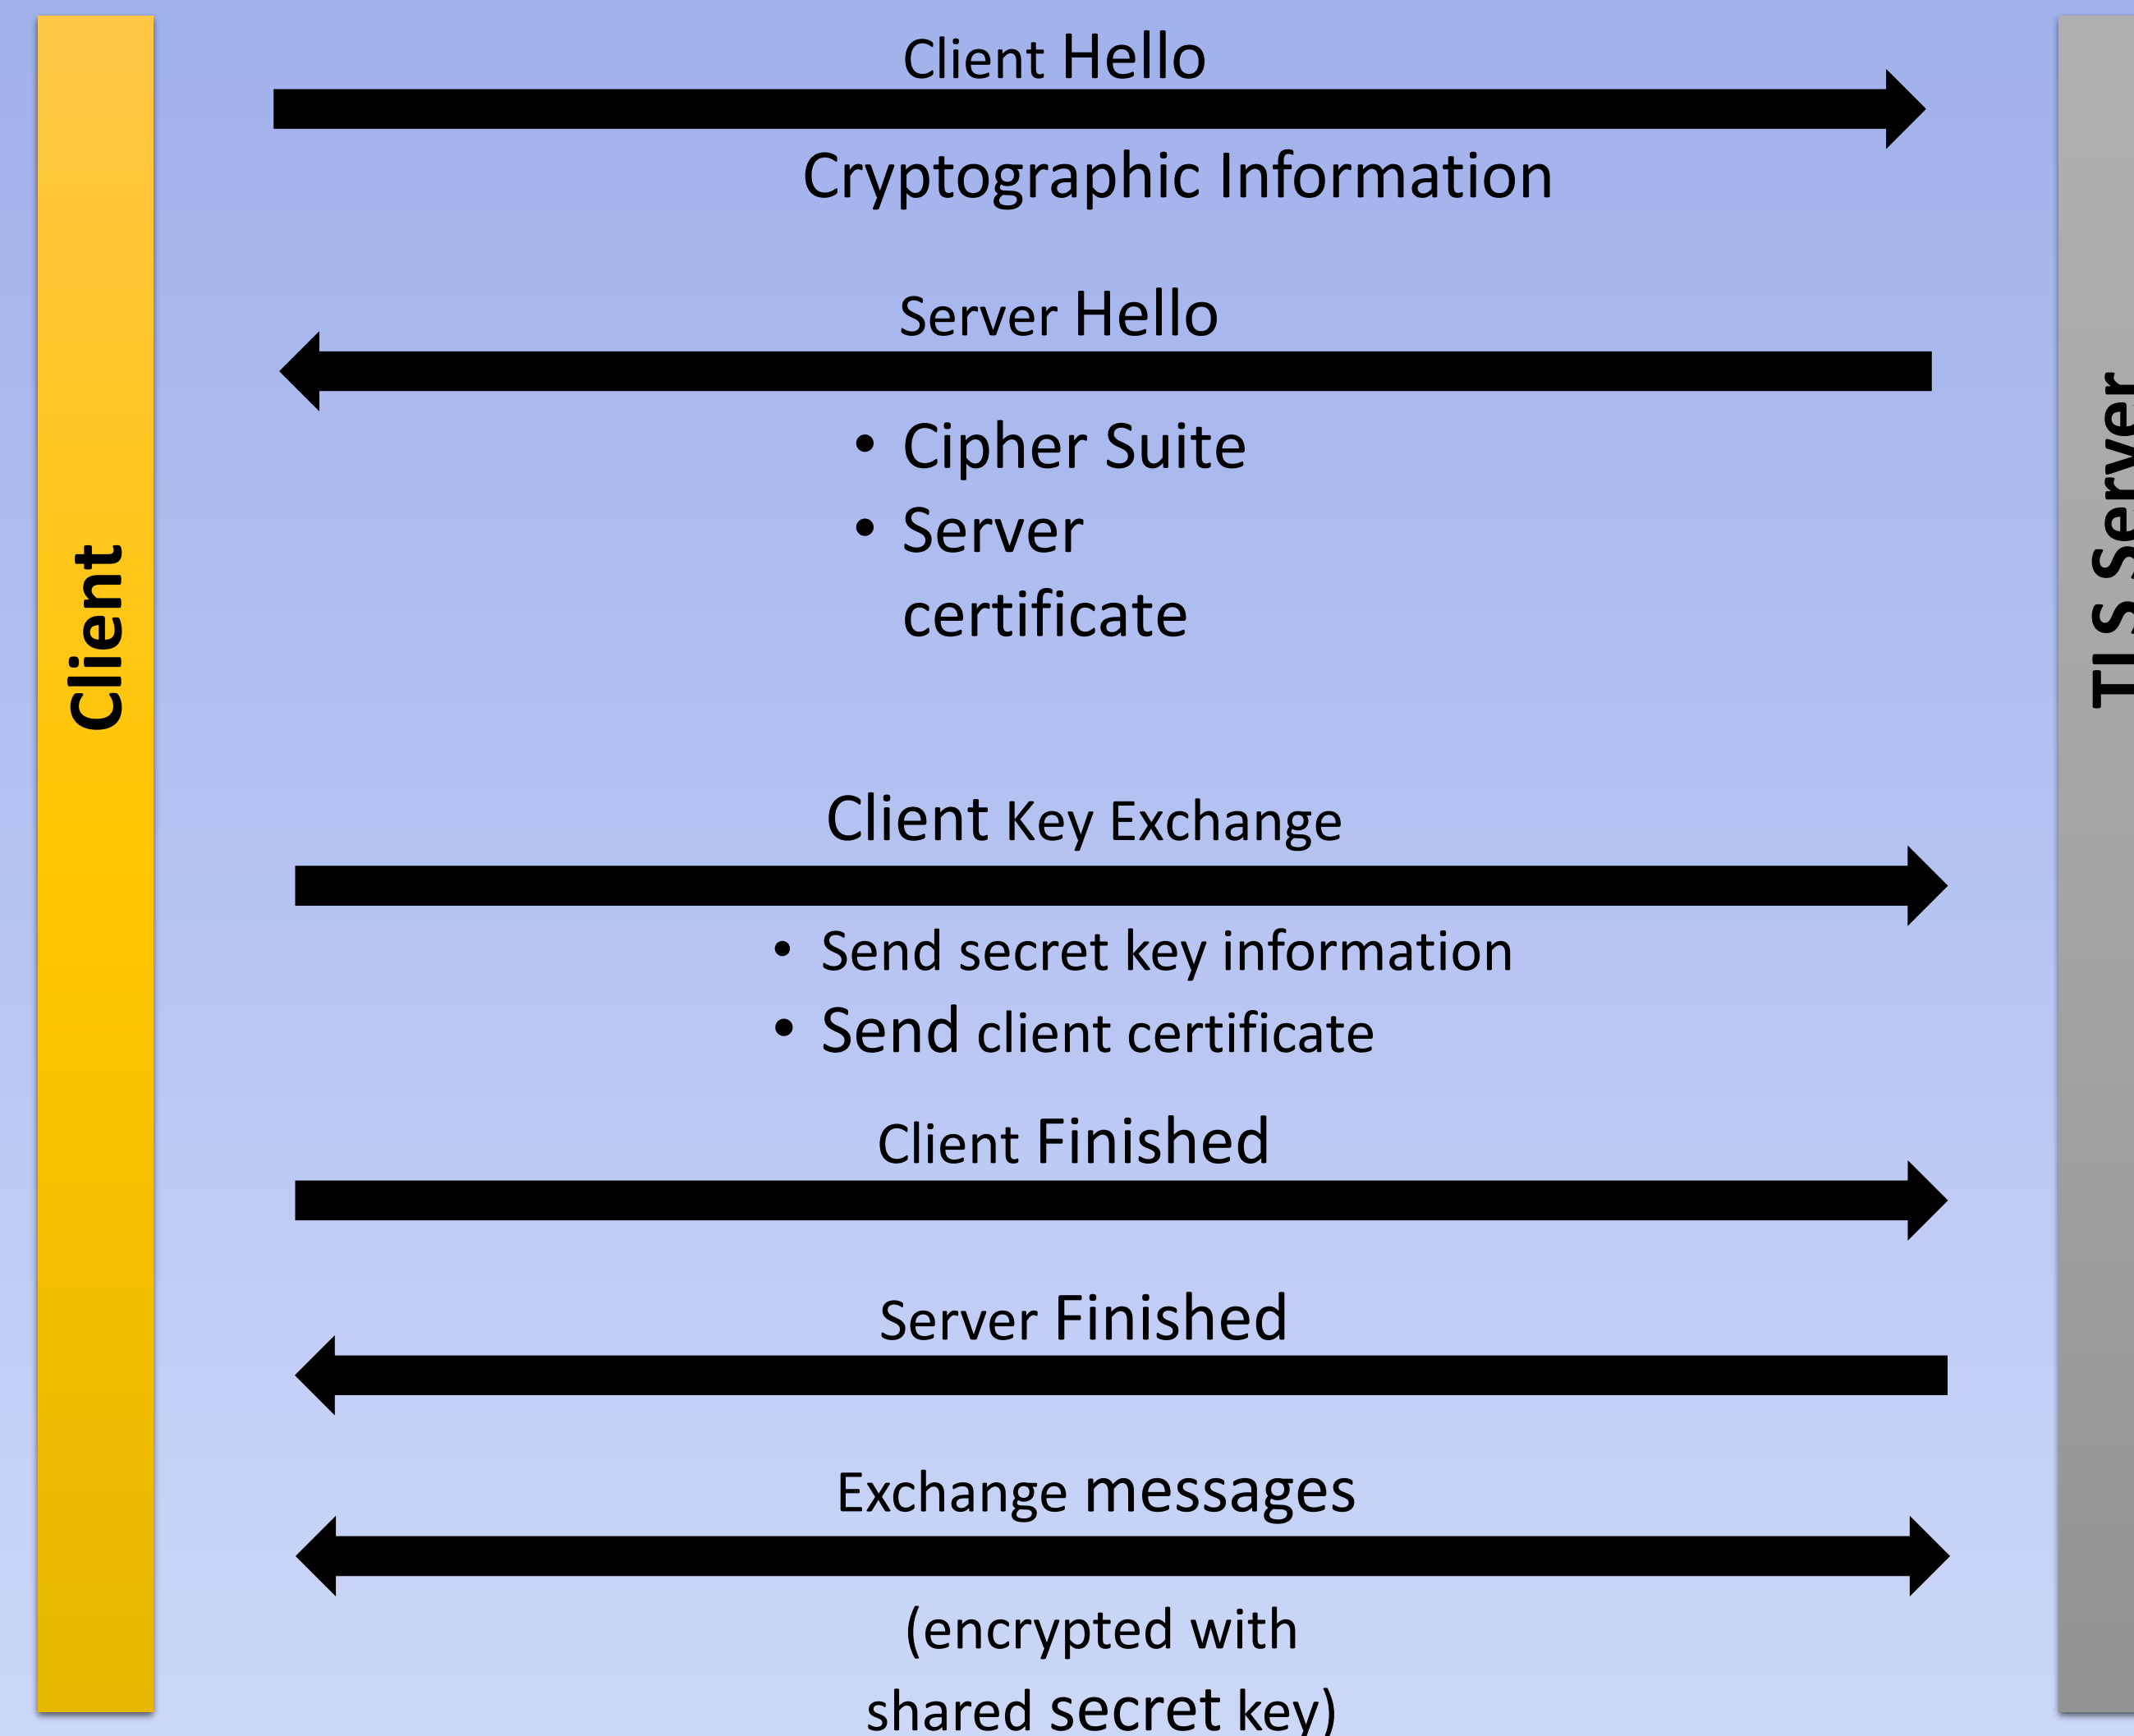 Client Hello
Cryptographic Information
Server Hello
• Cipher Suite
• Server
certificate
Client
TLS Server
Client Key Exchange
• Send secret key information
• Send client certificate
Client Finished
Server Finished
Exchange messages
(encrypted with
shared secret key)